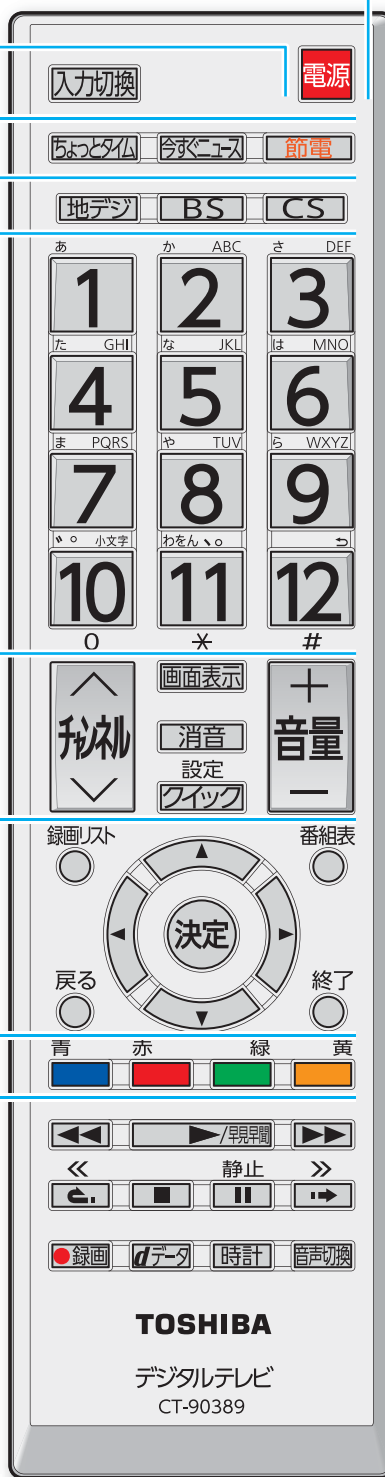 電源
入力切換
ちょっとタイム 今すぐニュース 節電
地デジ BS CS
あ か ABC さ DEF
1 2 3
た GHI な JKL は MNO
4 5 6
ま PQRS や TUV ら WXYZ
7 8 9
゛゜ 小文字 わをん、。
10 11 12
0 * #
画面表示
チャンネル 消音 + 音量 -
設定
クイック
録画リスト 番組表
決定
戻る 終了
青 赤 緑 黄
/早見早聞
« 静止 »
録画 dデータ 時計 音声切換
TOSHIBA
デジタルテレビ
CT-90389